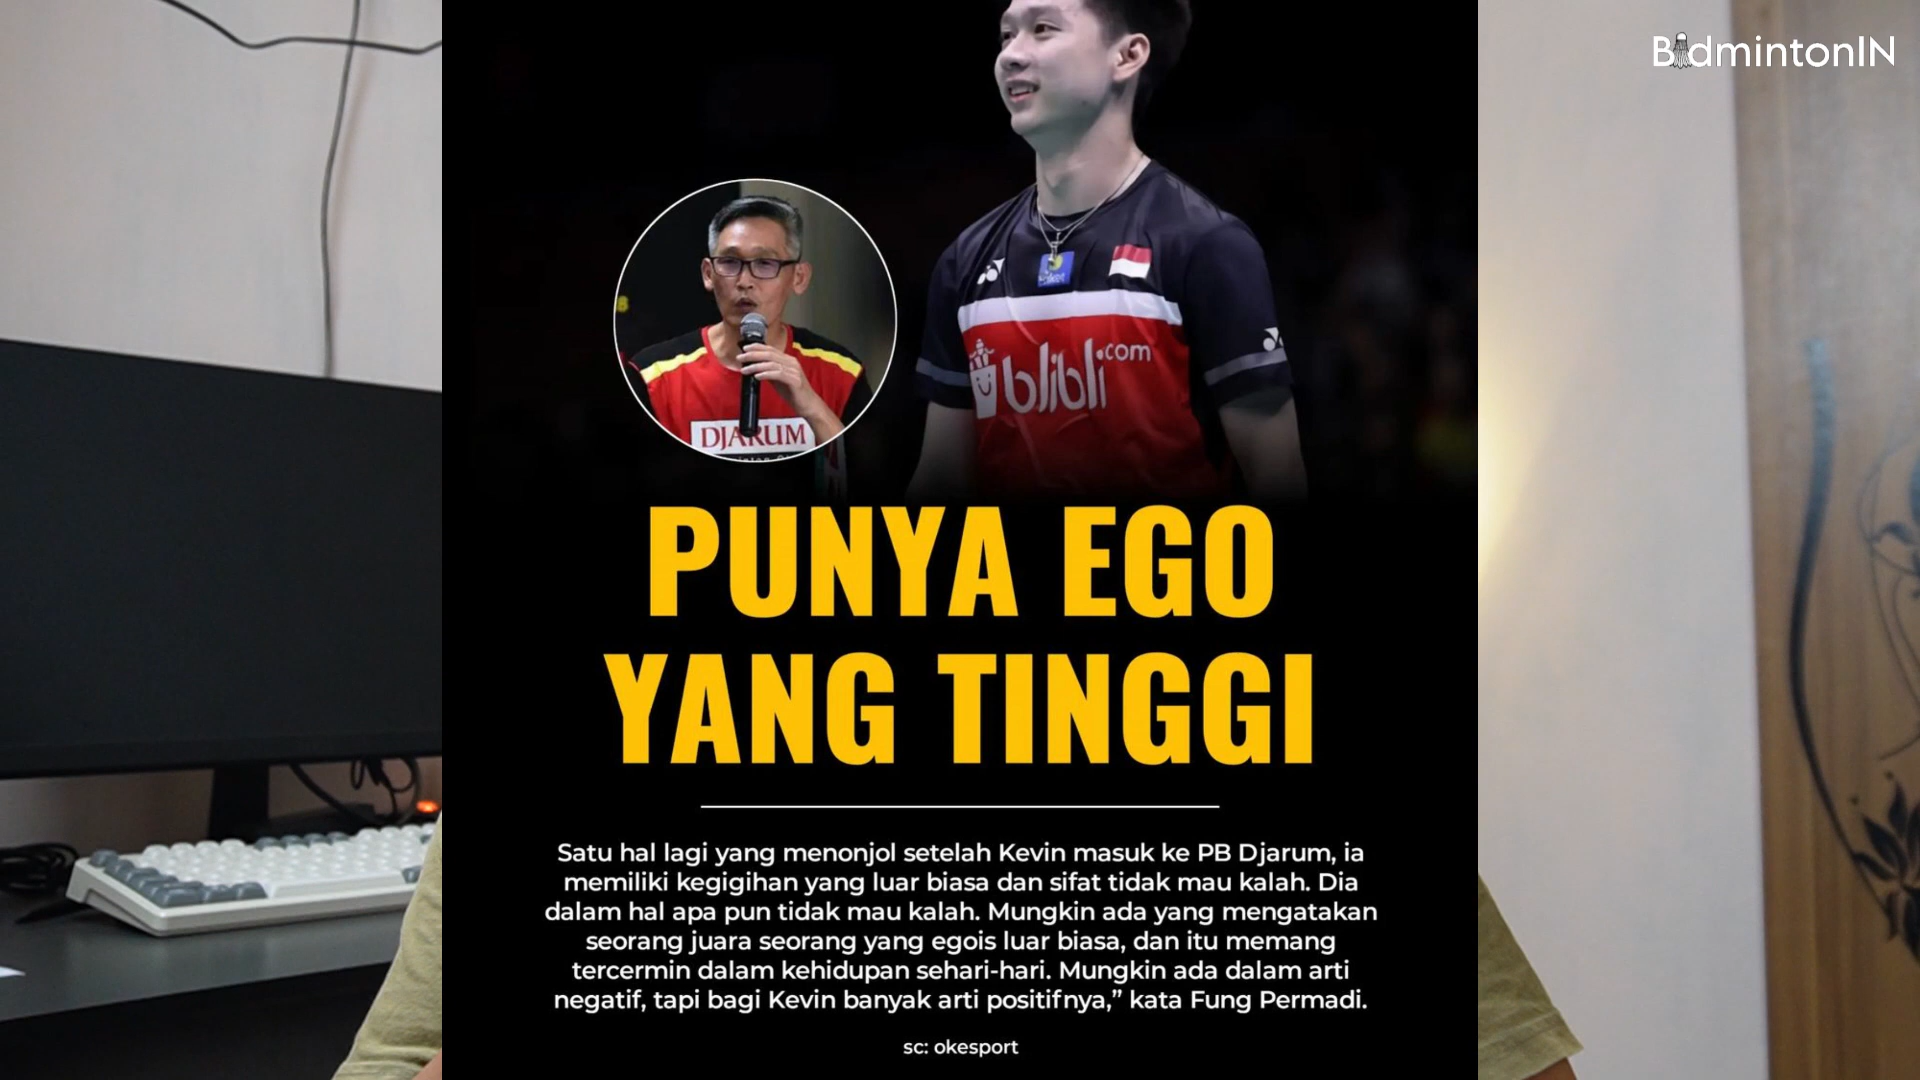 BadmintonIN
blibli.com
DJARUM
PUNYA EGO
YANG TINGGI
Satu hal lagi yang menonjol setelah Kevin masuk ke PB Djarum, ia
memiliki kegigihan yang luar biasa dan sifat tidak mau kalah. Dia
dalam hal apa pun tidak mau kalah. Mungkin ada yang mengatakan
seorang juara seorang yang egois luar biasa, dan itu memang
tercermin dalam kehidupan sehari-hari. Mungkin ada dalam arti
negatif, tapi bagi Kevin banyak arti positifnya,” kata Fung Permadi.
sc: okesport